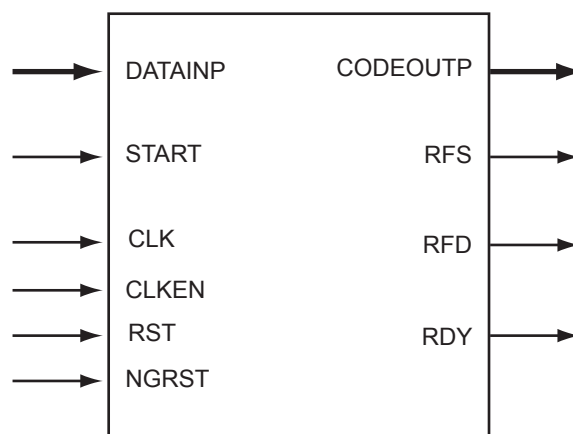 DATAINP CODEOUTP
START RFS
CLK RFD
CLKEN
RST RDY
NGRST